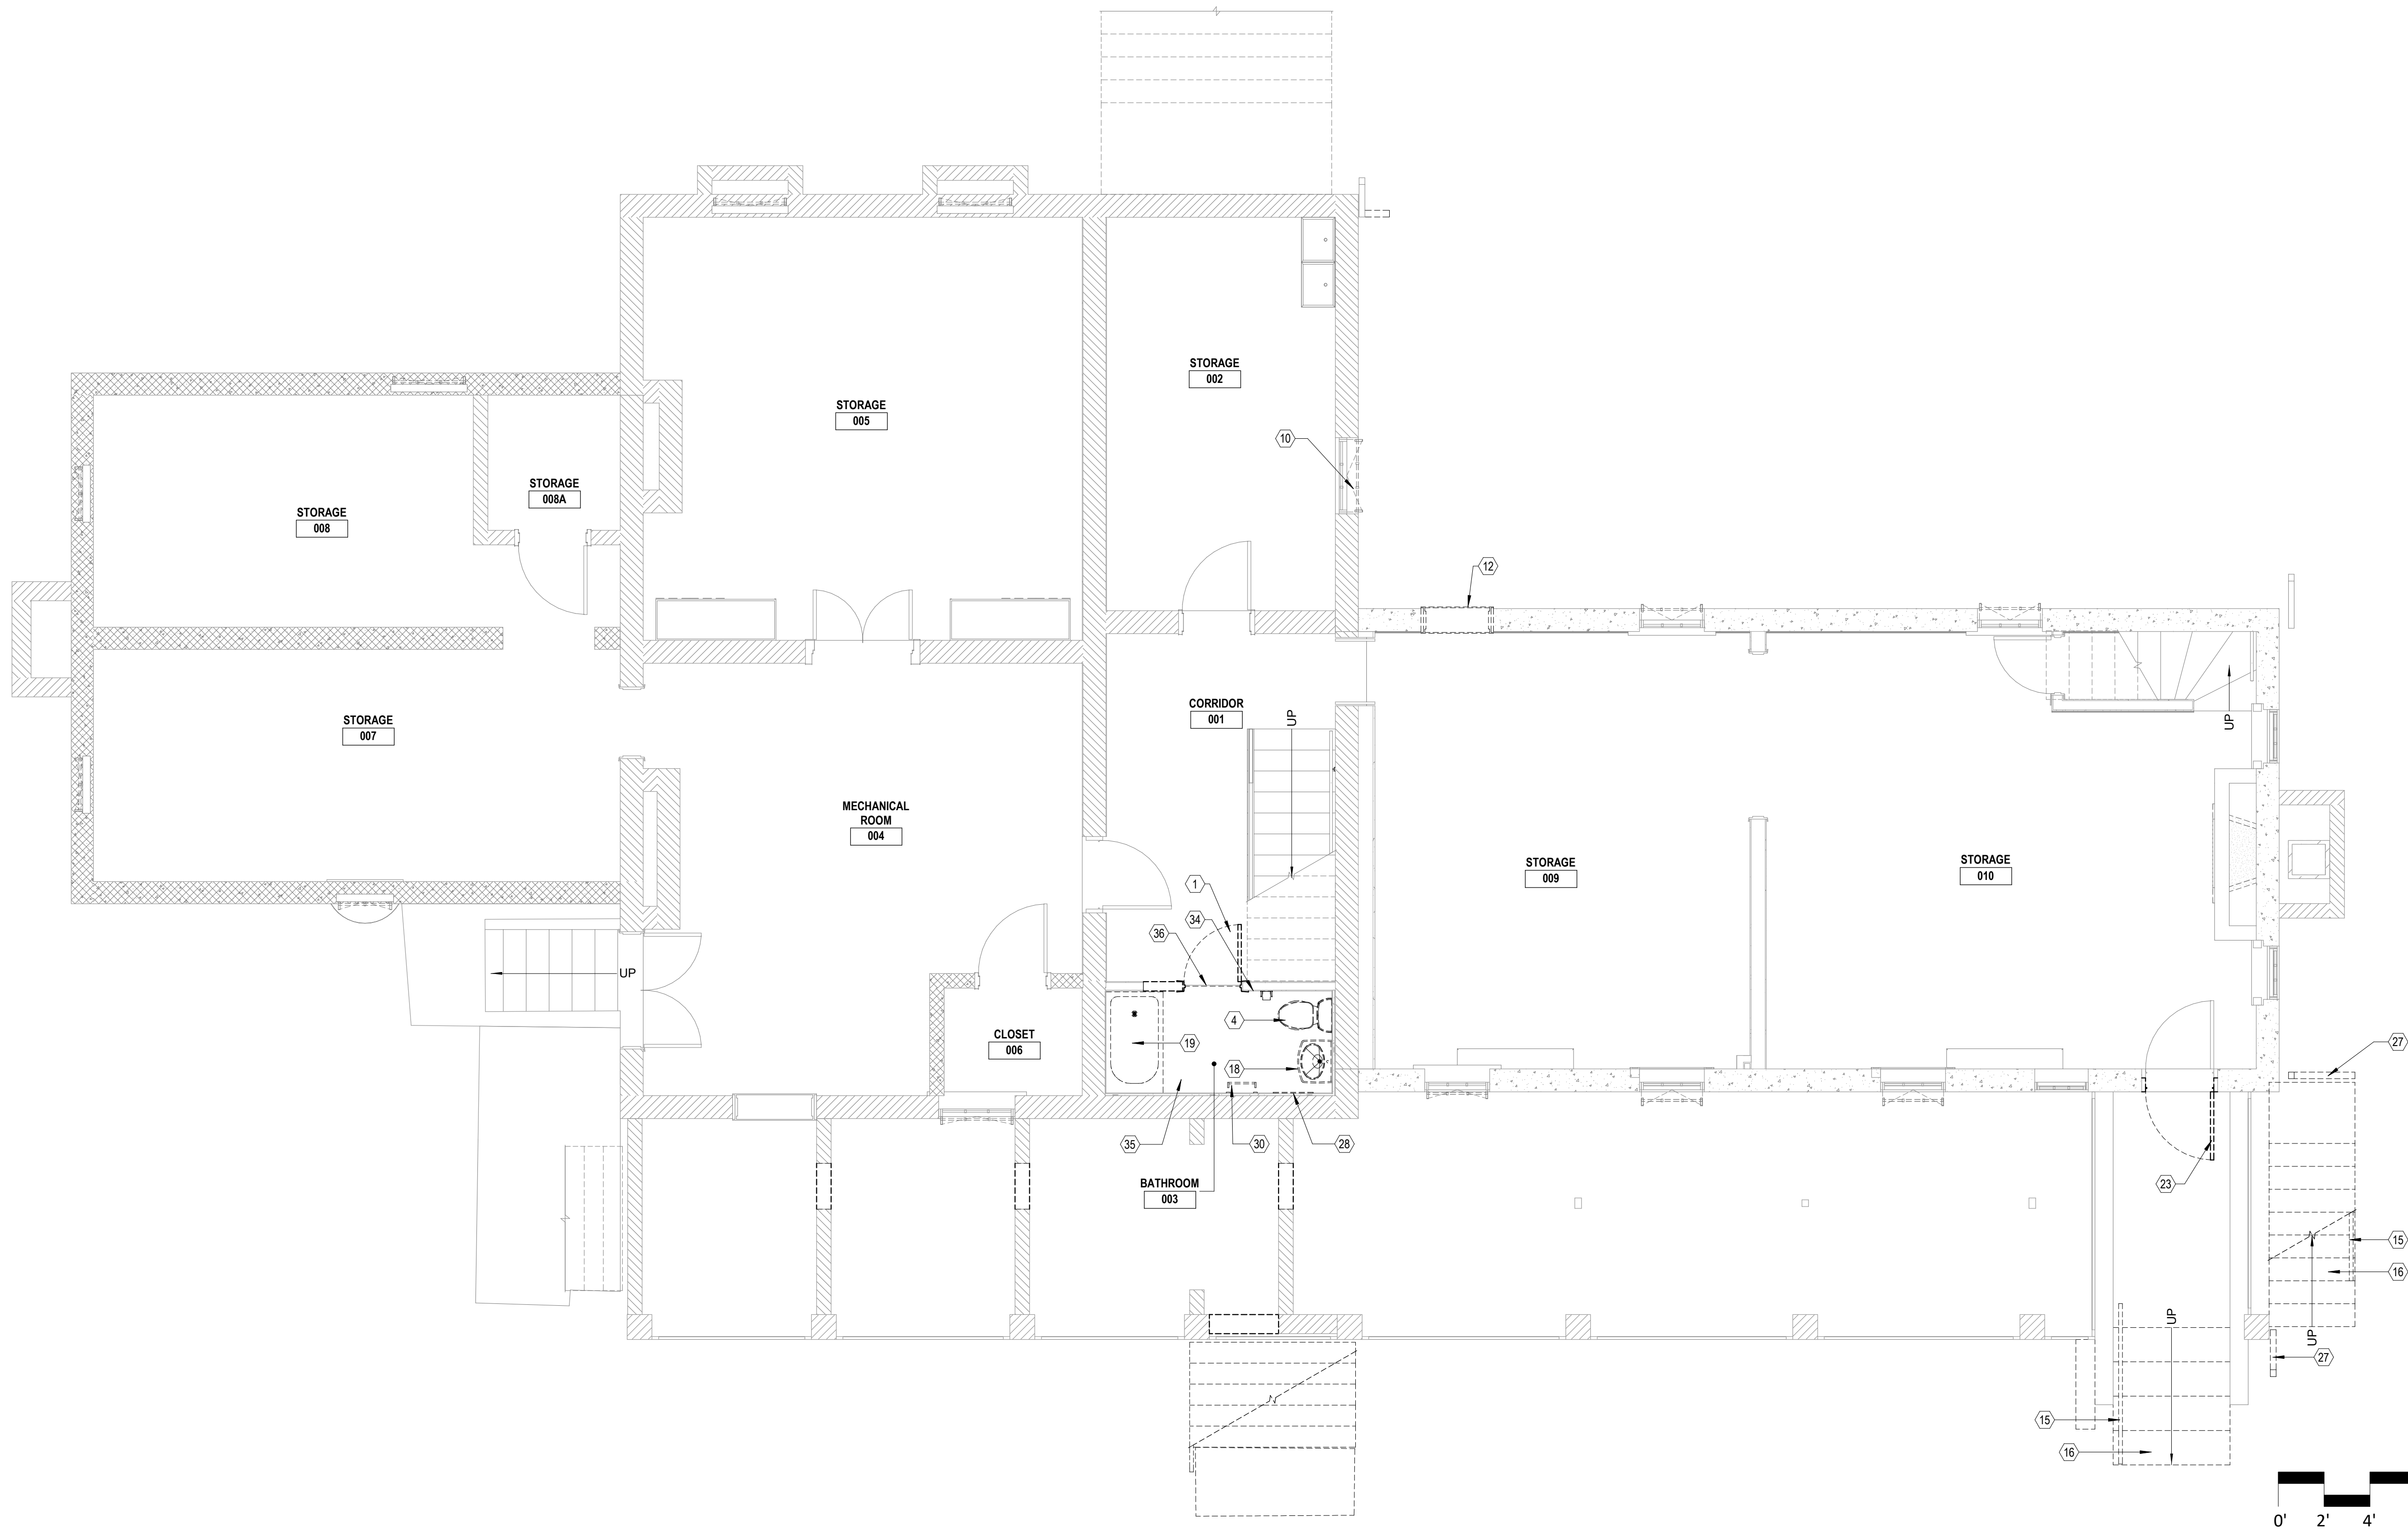 STORAGE
002
STORAGE
005
10
STORAGE
008A
STORAGE
008
12
CORRIDOR
001
UP
STORAGE
007
UP
MECHANICAL
ROOM
004
STORAGE
009
STORAGE
010
1
34
36
UP
4
CLOSET
006
19
18
27
35
30
28
BATHROOM
003
23
15
16
UP
UP
27
15
16
0' 2' 4'